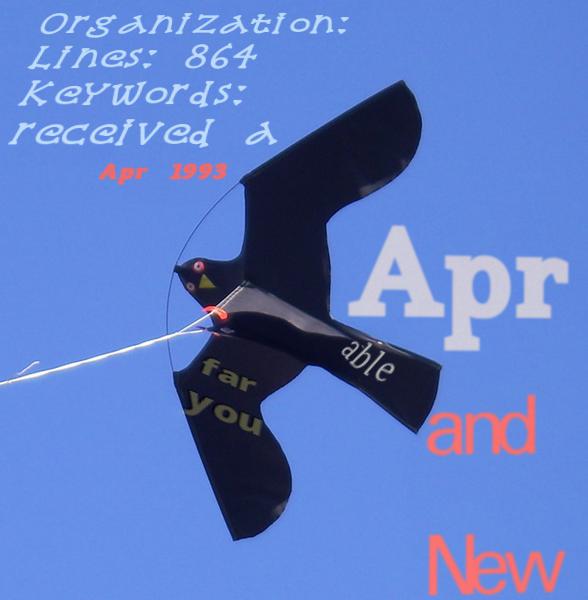 Organization:
Lines: 864
Keywords:
received a
Apr 1993
Apr
able
far
you
and
New